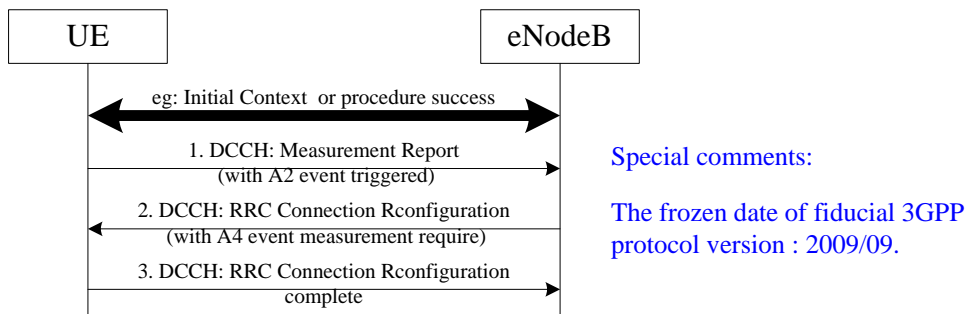 UE
eNodeB
eg: Initial Context or procedure success
1. DCCH: Measurement Report
(with A2 event triggered)
2. DCCH: RRC Connection Rconfiguration
(with A4 event measurement require)
3. DCCH: RRC Connection Rconfiguration
complete
Special comments:
The frozen date of fiducial 3GPP
protocol version : 2009/09.